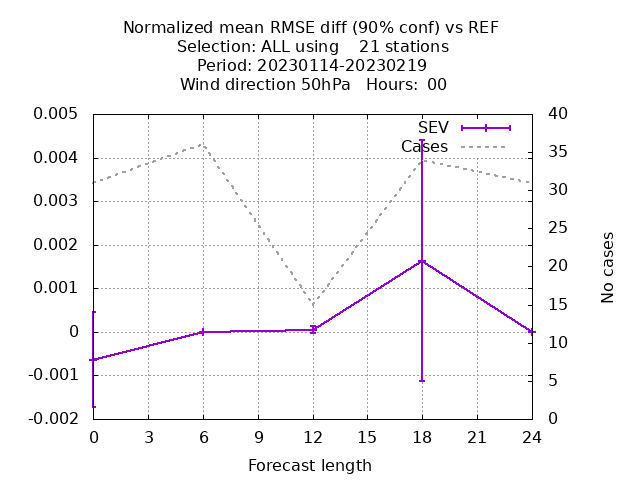 Normalized mean RMSE diff (90% conf) vs REF
Selection: ALL using    21 stations
Period: 20230114-20230219
Wind direction 50hPa   Hours:  00
0.005
0.004
0.003
0.002
0.001
0
-0.001
-0.002
SEV
Cases
40
35
30
25
20
15
10
5
0
No cases
0 3 6 9 12 15 18 21 24
Forecast length